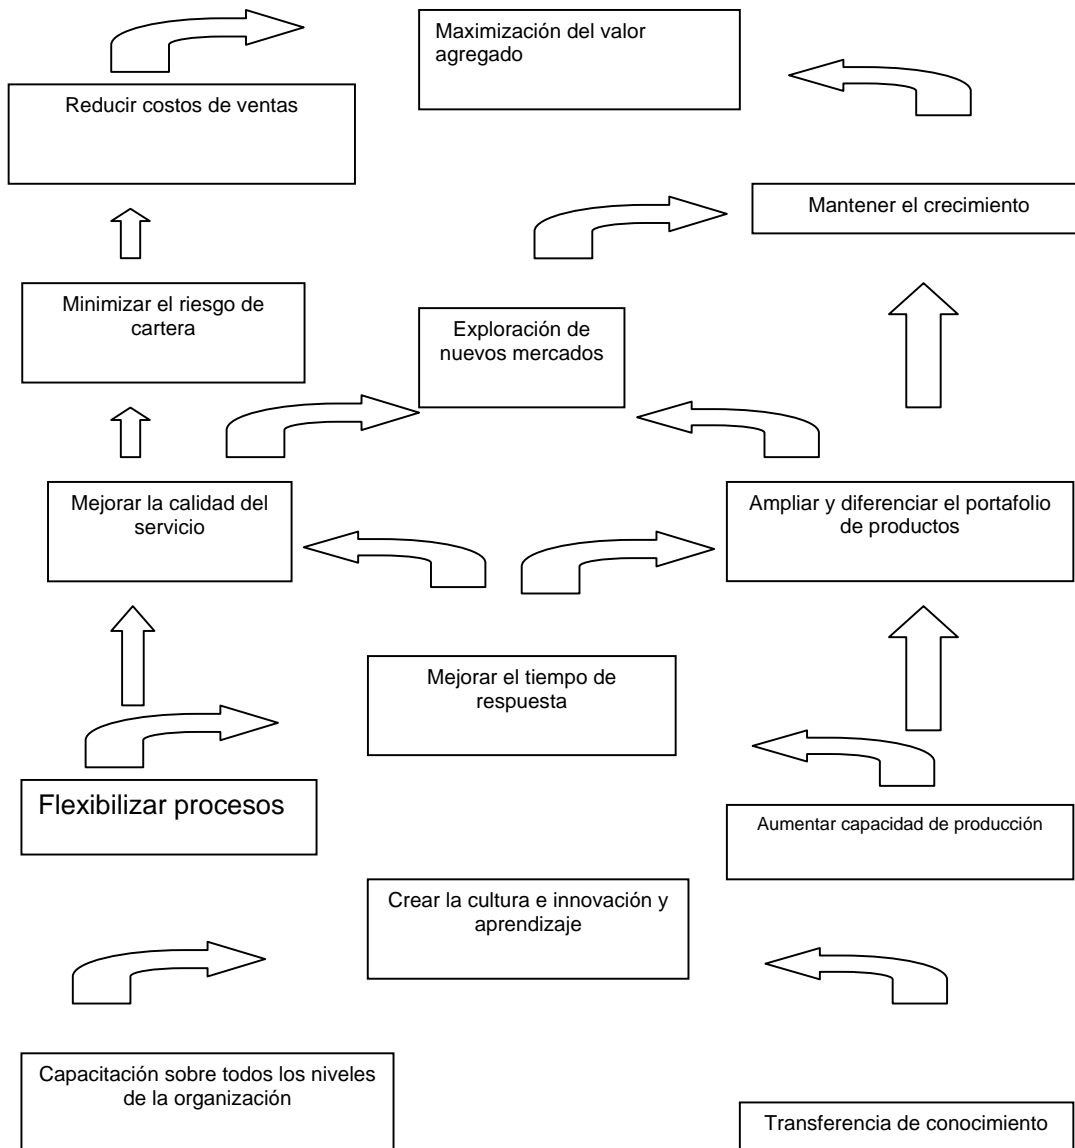 Maximización del valor
agregado
Reducir costos de ventas
Mantener el crecimiento
Minimizar el riesgo de
cartera
Exploración de
nuevos mercados
Mejorar la calidad del
servicio
Ampliar y diferenciar el portafolio
de productos
Mejorar el tiempo de
respuesta
Flexibilizar procesos
Aumentar capacidad de producción
Crear la cultura e innovación y
aprendizaje
Capacitación sobre todos los niveles
de la organización
Transferencia de conocimiento